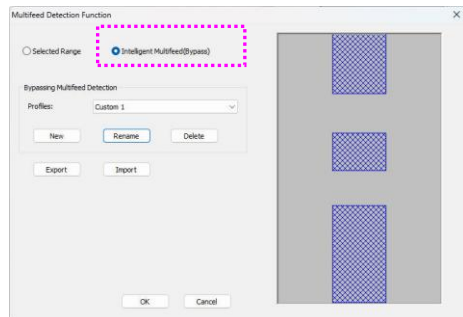 Multifeed Detection Function
Selected Range
Intelligent Multifeed(Bypass)
Bypassing Multifeed Detection
Profiles:
Custom 1
New
Rename
Delete
Export
Import
OK
Cancel